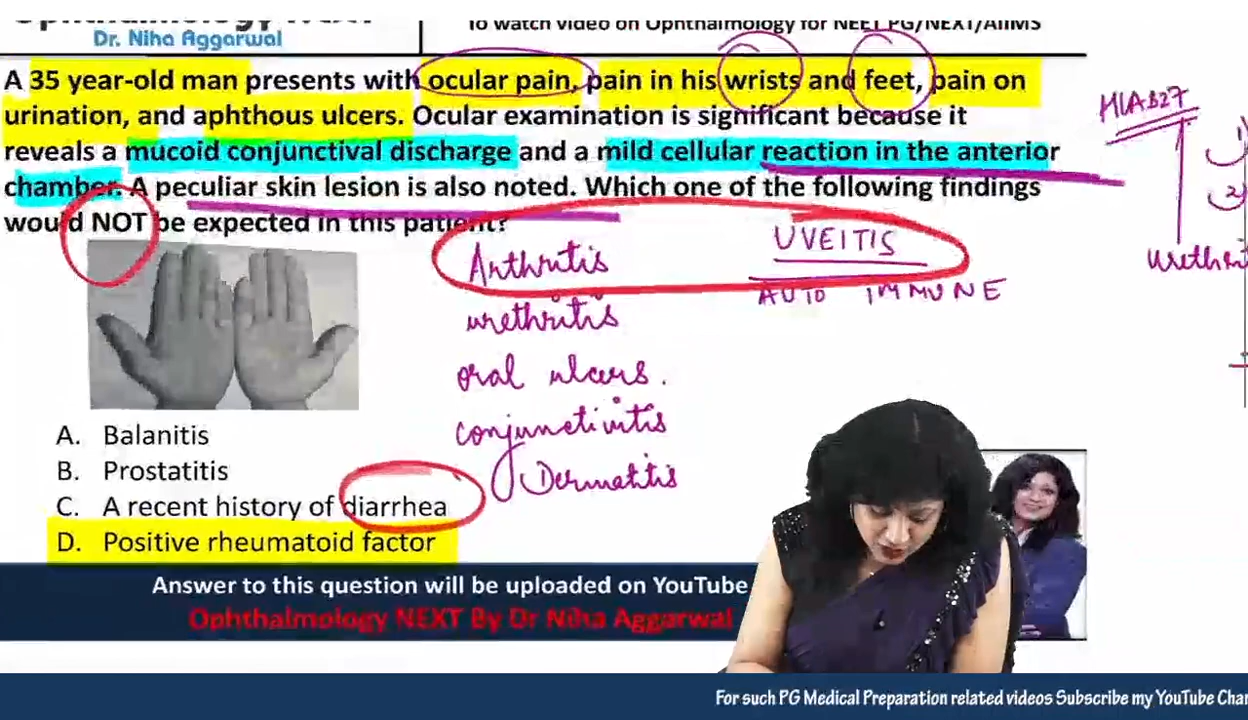 To watch video on Ophthalmology for NEET PG/NEXT/AIIMS
Dr. Niha Aggarwal
A 35 year-old man presents with ocular pain, pain in his wrists and feet, pain on
urination, and aphthous ulcers. Ocular examination is significant because it
reveals a mucoid conjunctival discharge and a mild cellular reaction in the anterior
chamber. A peculiar skin lesion is also noted. Which one of the following findings
would NOT be expected in this patient?
HLAB27
1)
2)
Arthritis
UVEITIS
AUTO IMMUNE
urethritis
oral ulcers.
conjunctivitis
Dermatitis
A. Balanitis
B. Prostatitis
C. A recent history of diarrhea
D. Positive rheumatoid factor
Answer to this question will be uploaded on YouTube
Ophthalmology NEXT By Dr Niha Aggarwal
For such PG Medical Preparation related videos Subscribe my YouTube Chan